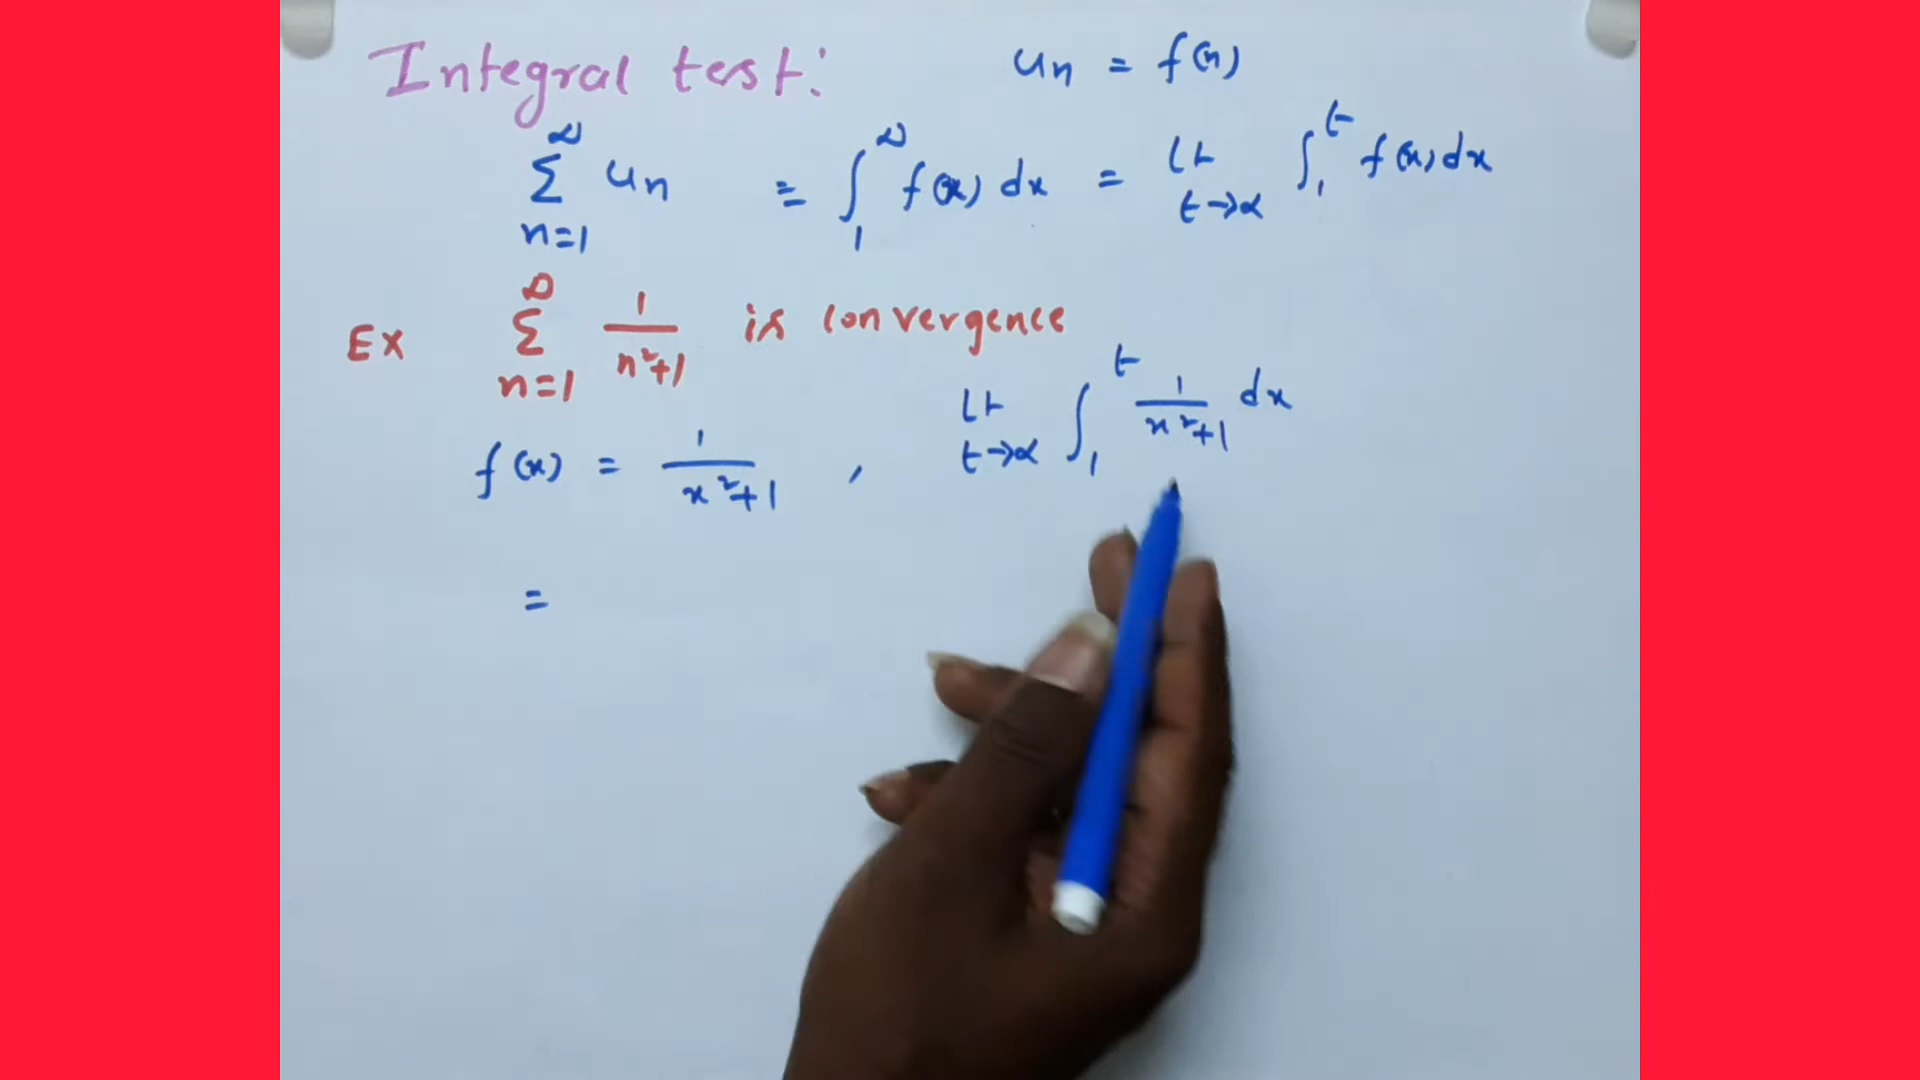 Integral test: un = f(n)
∞ Σ n=1 un = ∫ 1 ∞ f(x) dx = Lt t→∝ ∫ 1 t f(x) dx
Ex ∞ Σ n=1 1/(n²+1) is convergence
f(x) = 1/(x²+1) , Lt t→∝ ∫ 1 t 1/(x²+1) dx
=